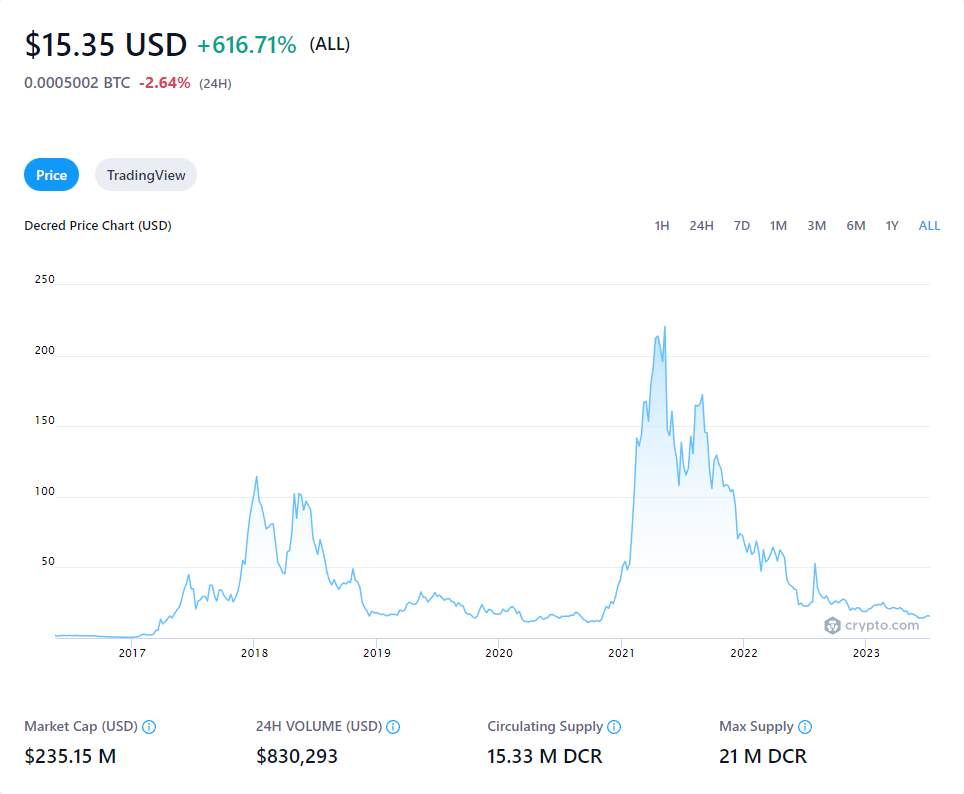 $15.35 USD +616.71% (ALL)
0.0005002 BTC -2.64% (24H)
Price TradingView
Decred Price Chart (USD) 1H 24H 7D 1M 3M 6M 1Y ALL
250
200
150
100
50
crypto.com
2017 2018 2019 2020 2021 2022 2023
Market Cap (USD) 24H VOLUME (USD) Circulating Supply Max Supply
$235.15 M $830,293 15.33 M DCR 21 M DCR